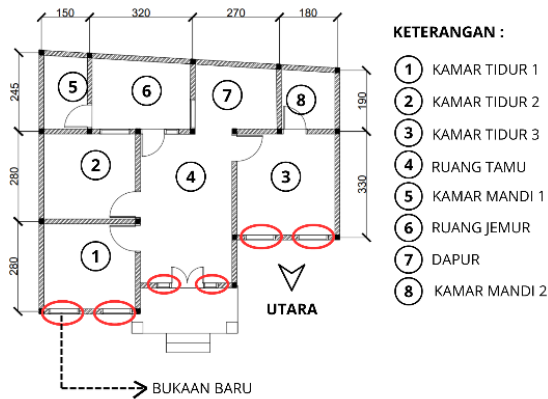 150 320 270 180
245
280
280
190
330
1
2
3
4
5
6
7
8
UTARA
BUKAAN BARU
KETERANGAN :
1 KAMAR TIDUR 1
2 KAMAR TIDUR 2
3 KAMAR TIDUR 3
4 RUANG TAMU
5 KAMAR MANDI 1
6 RUANG JEMUR
7 DAPUR
8 KAMAR MANDI 2